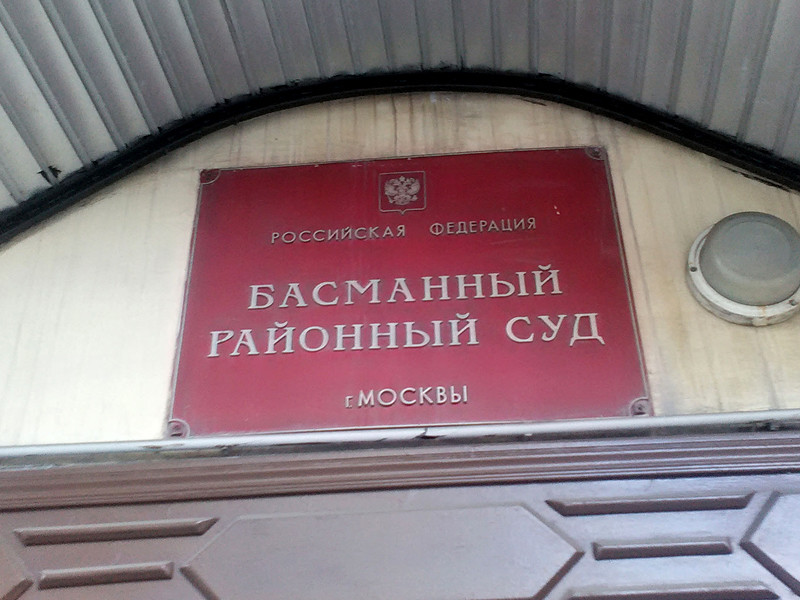 РОССИЙСКАЯ ФЕДЕРАЦИЯ
БАСМАННЫЙ
РАЙОННЫЙ СУД
г. МОСКВЫ